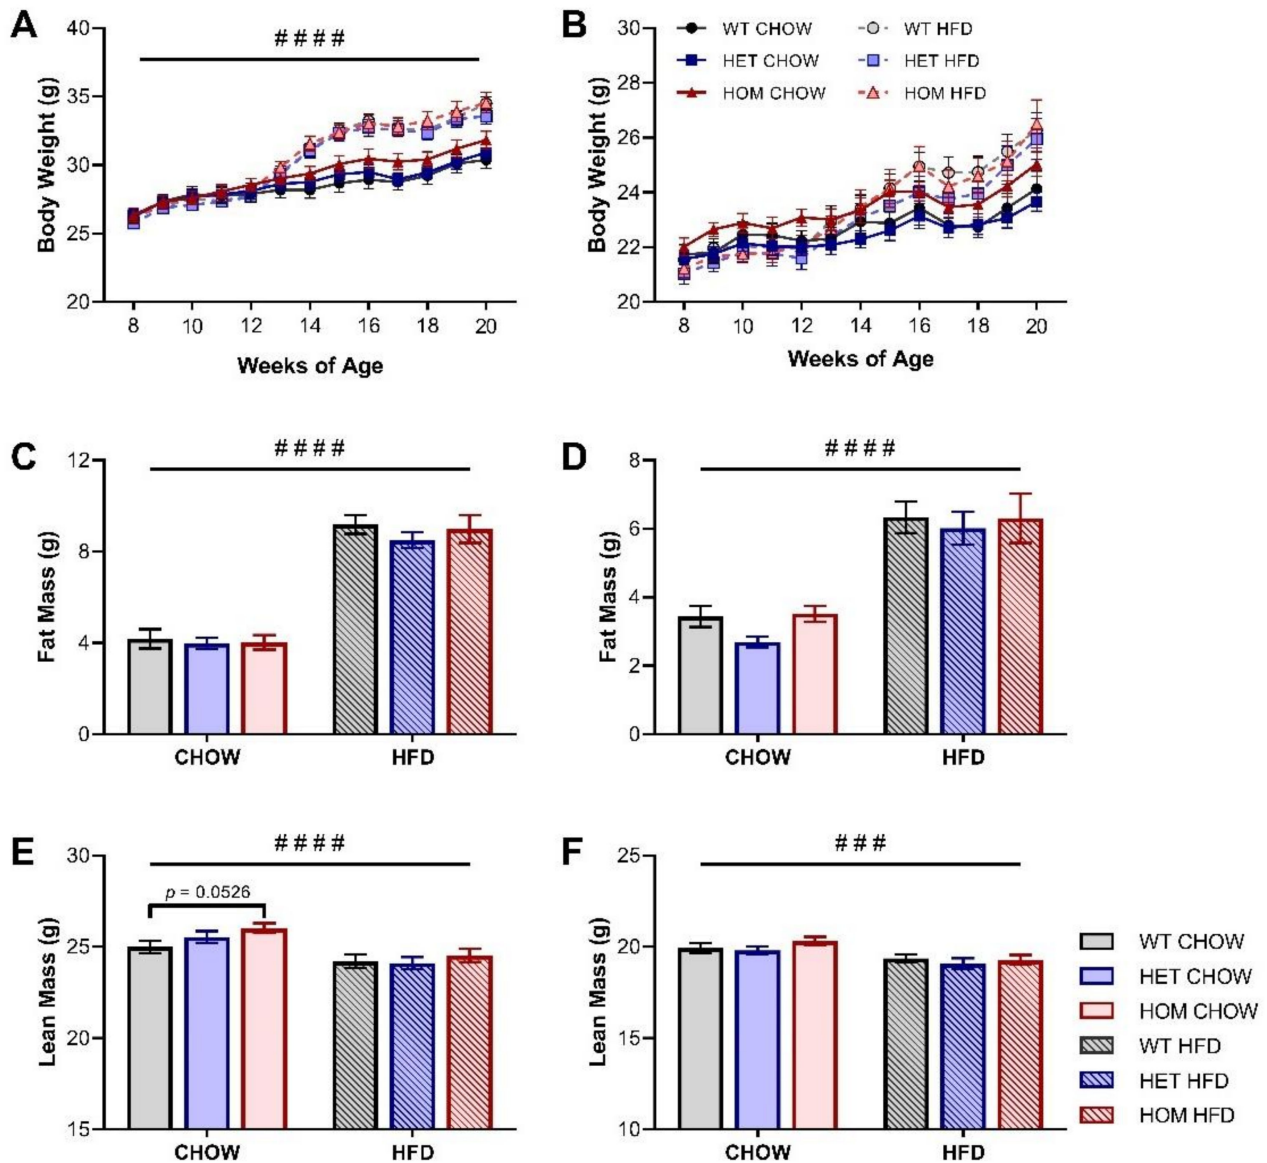 A
Body Weight (g)
40
35
30
25
20
# # # #
8 10 12 14 16 18 20
Weeks of Age
B
Body Weight (g)
30
28
26
24
22
20
WT CHOW
HET CHOW
HOM CHOW
WT HFD
HET HFD
HOM HFD
8 10 12 14 16 18 20
Weeks of Age
C
Fat Mass (g)
12
8
4
0
# # # #
CHOW HFD
D
Fat Mass (g)
8
6
4
2
0
# # # #
CHOW HFD
E
Lean Mass (g)
30
25
20
15
# # # #
p = 0.0526
CHOW HFD
F
Lean Mass (g)
25
20
15
10
# # #
CHOW HFD
WT CHOW
HET CHOW
HOM CHOW
WT HFD
HET HFD
HOM HFD